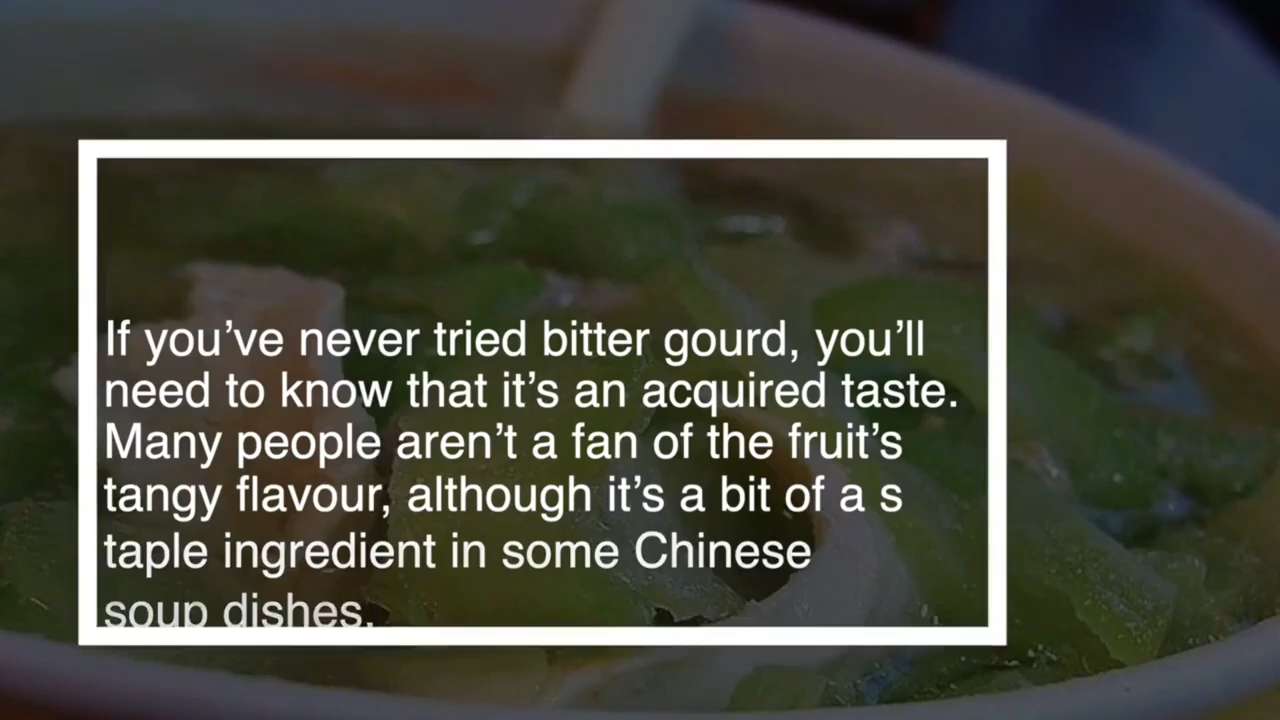 If you’ve never tried bitter gourd, you’ll
need to know that it’s an acquired taste.
Many people aren’t a fan of the fruit’s
tangy flavour, although it’s a bit of a s
taple ingredient in some Chinese
soup dishes.